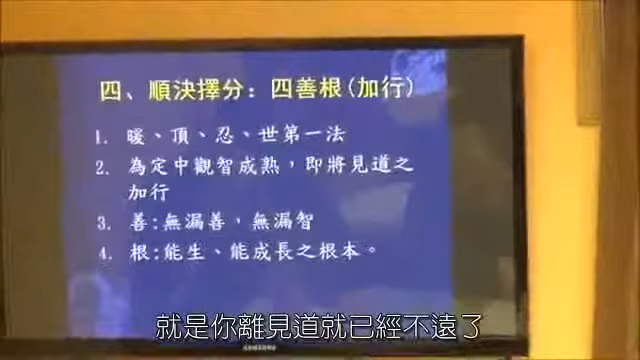 四、順決擇分：四善根(加行)
1. 暖、頂、忍、世第一法
2. 為定中觀智成熟，即將見道之
加行
3. 善:無漏善，無漏智
4. 根:能生、能成長之根本。
就是你離見道就已經不遠了